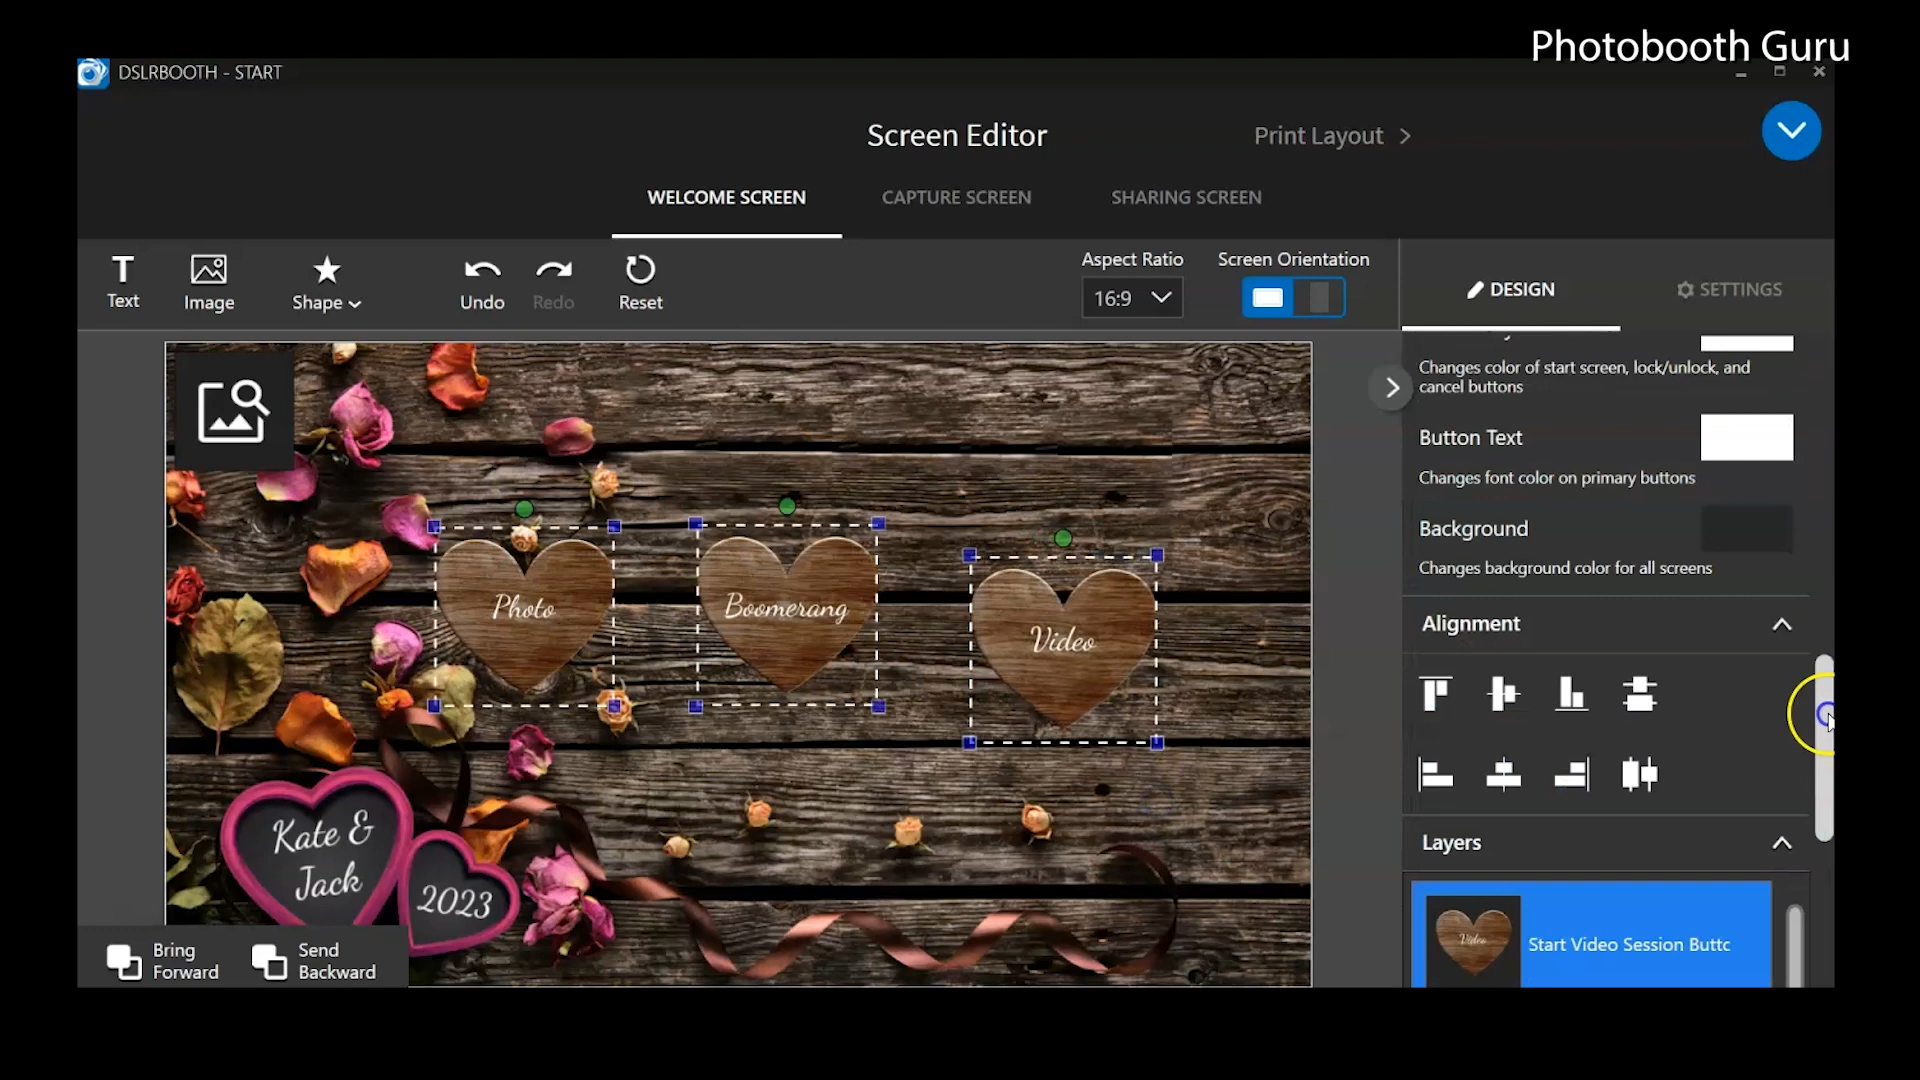 Photobooth Guru
DSLRBOOTH - START
Screen Editor
Print Layout
WELCOME SCREEN
CAPTURE SCREEN
SHARING SCREEN
Text
Image
Shape
Undo
Redo
Reset
Aspect Ratio
16:9
Screen Orientation
DESIGN
SETTINGS
Changes color of start screen, lock/unlock, and
cancel buttons
Button Text
Changes font color on primary buttons
Background
Changes background color for all screens
Alignment
Layers
Video
Start Video Session Buttc
Photo
Boomerang
Video
Kate &
Jack
2023
Bring
Forward
Send
Backward